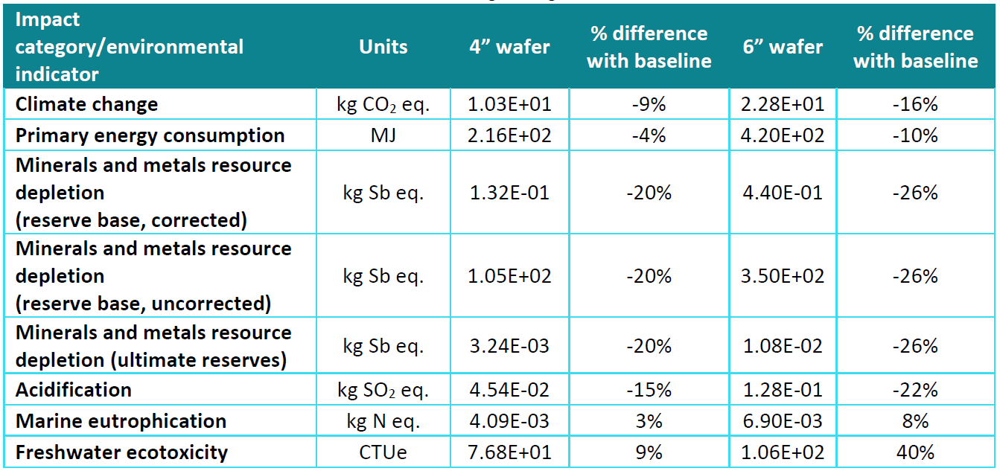 Impact category/environmental indicator Units 4” wafer % difference with baseline 6” wafer % difference with baseline
Climate change kg CO₂ eq. 1.03E+01 -9% 2.28E+01 -16%
Primary energy consumption MJ 2.16E+02 -4% 4.20E+02 -10%
Minerals and metals resource depletion (reserve base, corrected) kg Sb eq. 1.32E-01 -20% 4.40E-01 -26%
Minerals and metals resource depletion (reserve base, uncorrected) kg Sb eq. 1.05E+02 -20% 3.50E+02 -26%
Minerals and metals resource depletion (ultimate reserves) kg Sb eq. 3.24E-03 -20% 1.08E-02 -26%
Acidification kg SO₂ eq. 4.54E-02 -15% 1.28E-01 -22%
Marine eutrophication kg N eq. 4.09E-03 3% 6.90E-03 8%
Freshwater ecotoxicity CTUe 7.68E+01 9% 1.06E+02 40%